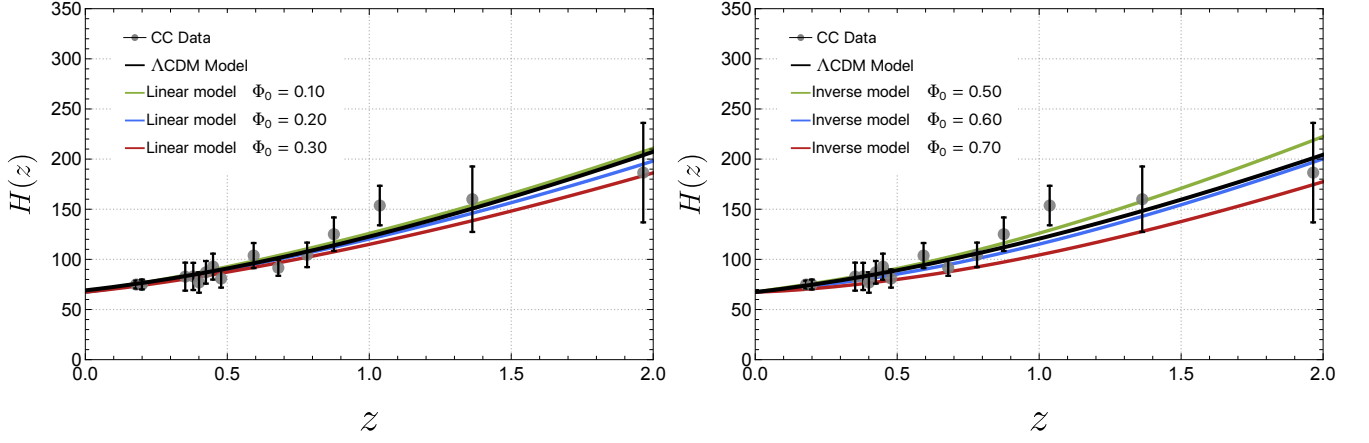 350
300
250
200
150
100
50
0
H(z)
CC Data
ΛCDM Model
Linear model Φ₀ = 0.10
Linear model Φ₀ = 0.20
Linear model Φ₀ = 0.30
0.0 0.5 1.0 1.5 2.0
z
350
300
250
200
150
100
50
0
H(z)
CC Data
ΛCDM Model
Inverse model Φ₀ = 0.50
Inverse model Φ₀ = 0.60
Inverse model Φ₀ = 0.70
0.0 0.5 1.0 1.5 2.0
z